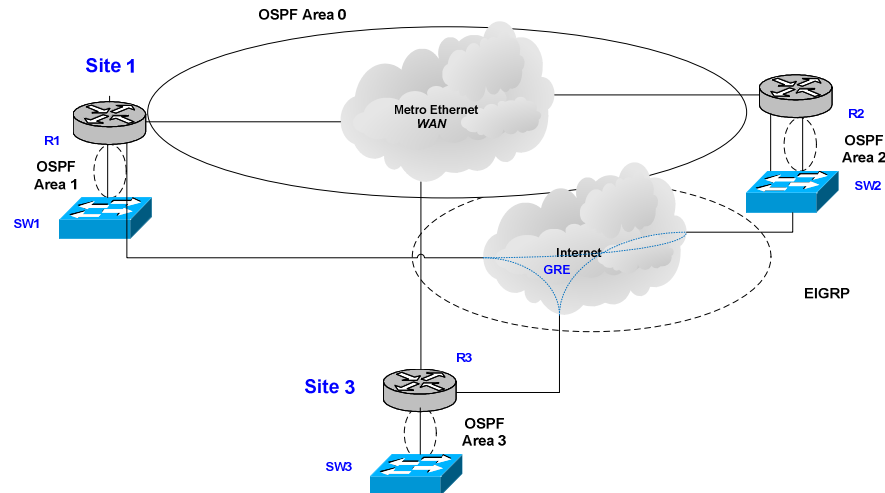 OSPF Area 0
Site 1
Metro Ethernet
WAN
R1
R2
OSPF
Area 1
OSPF
Area 2
SW1
SW2
Internet
GRE
EIGRP
R3
Site 3
OSPF
Area 3
SW3